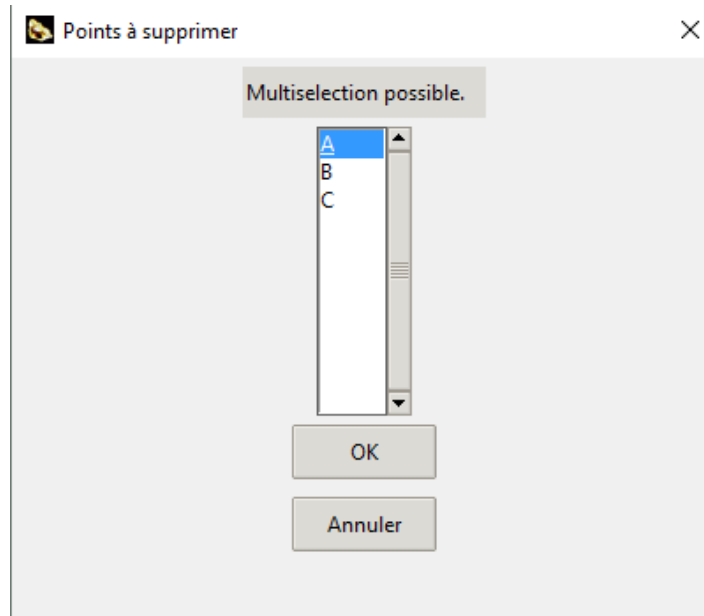 Points à supprimer
Multiselection possible.
A
B
C
OK
Annuler